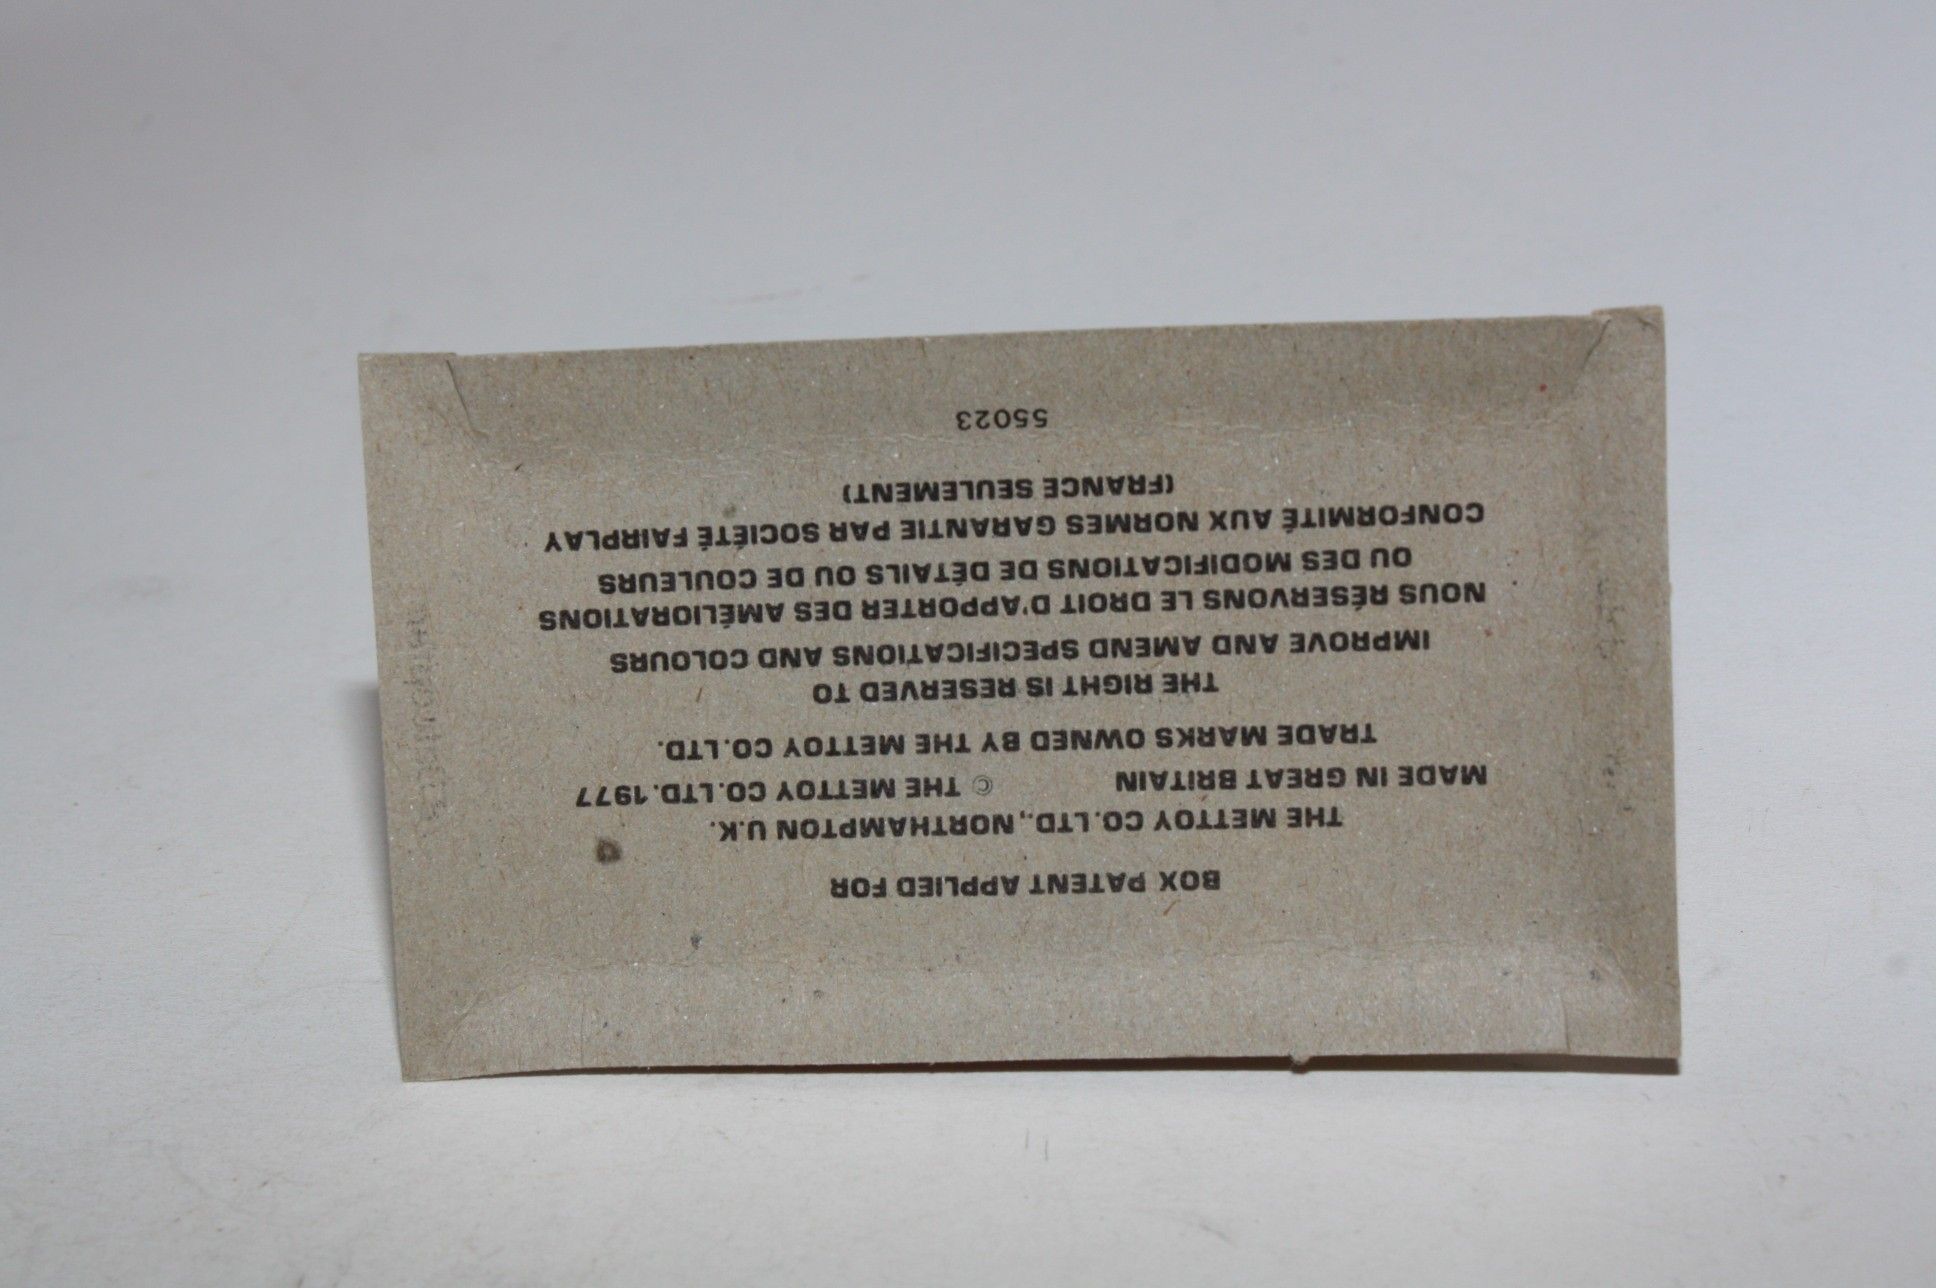 BOX PATENT APPLIED FOR
THE METTOY CO.LTD., NORTHAMPTON U.K.
MADE IN GREAT BRITAIN © THE METTOY CO.LTD.1977
TRADE MARKS OWNED BY THE METTOY CO.LTD.
THE RIGHT IS RESERVED TO
IMPROVE AND AMEND SPECIFICATIONS AND COLOURS
NOUS RÉSERVONS LE DROIT D'APPORTER DES AMÉLIORATIONS
OU DES MODIFICATIONS DE DÉTAILS OU DE COULEURS
CONFORMITÉ AUX NORMES GARANTIE PAR SOCIÉTÉ FAIRPLAY
(FRANCE SEULEMENT)
55023